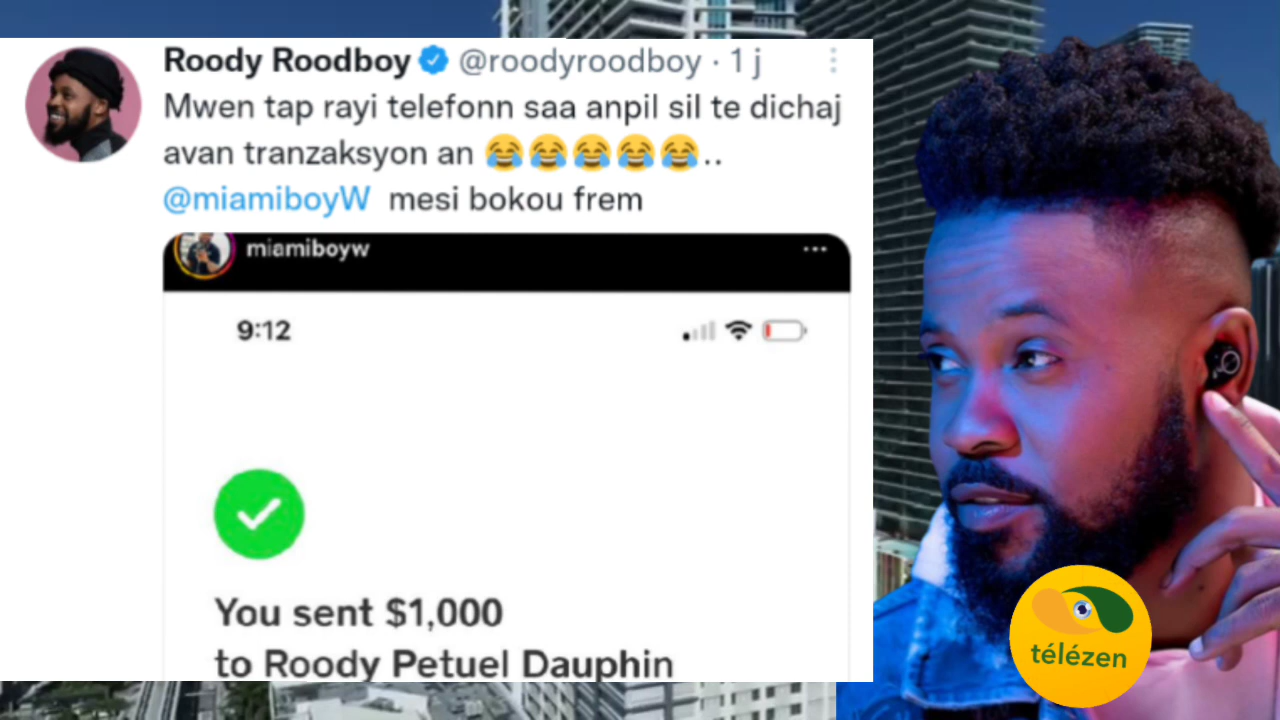 Roody Roodboy @roodyroodboy · 1 j
Mwen tap rayi telefonn saa anpil sil te dichaj
avan tranzaksyon an 😂😂😂😂😂..
@miamiboyW mesi bokou frem
miamiboyw
9:12
You sent $1,000
to Roody Petuel Dauphin
télézen